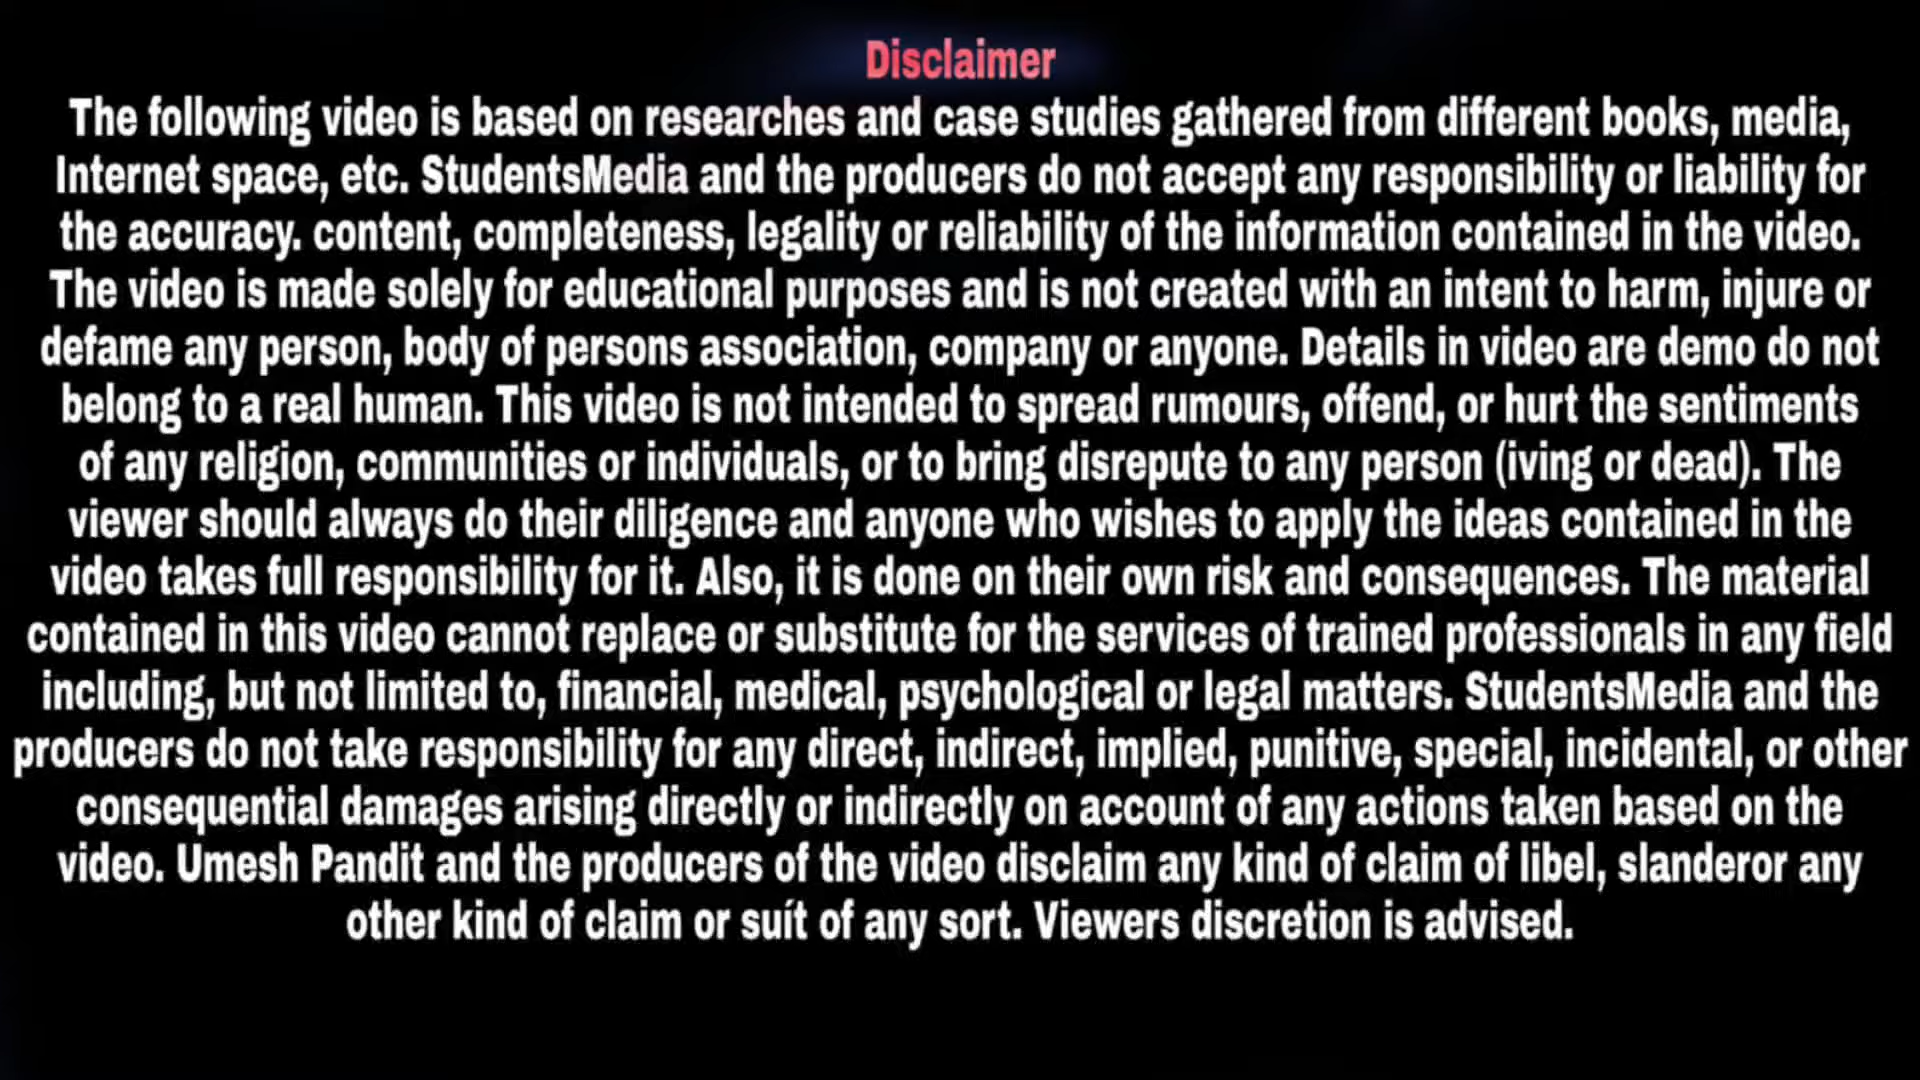 Disclaimer
The following video is based on researches and case studies gathered from different books, media,
Internet space, etc. StudentsMedia and the producers do not accept any responsibility or liability for
the accuracy. content, completeness, legality or reliability of the information contained in the video.
The video is made solely for educational purposes and is not created with an intent to harm, injure or
defame any person, body of persons association, company or anyone. Details in video are demo do not
belong to a real human. This video is not intended to spread rumours, offend, or hurt the sentiments
of any religion, communities or individuals, or to bring disrepute to any person (iving or dead). The
viewer should always do their diligence and anyone who wishes to apply the ideas contained in the
video takes full responsibility for it. Also, it is done on their own risk and consequences. The material
contained in this video cannot replace or substitute for the services of trained professionals in any field
including, but not limited to, financial, medical, psychological or legal matters. StudentsMedia and the
producers do not take responsibility for any direct, indirect, implied, punitive, special, incidental, or other
consequential damages arising directly or indirectly on account of any actions taken based on the
video. Umesh Pandit and the producers of the video disclaim any kind of claim of libel, slanderor any
other kind of claim or suít of any sort. Viewers discretion is advised.